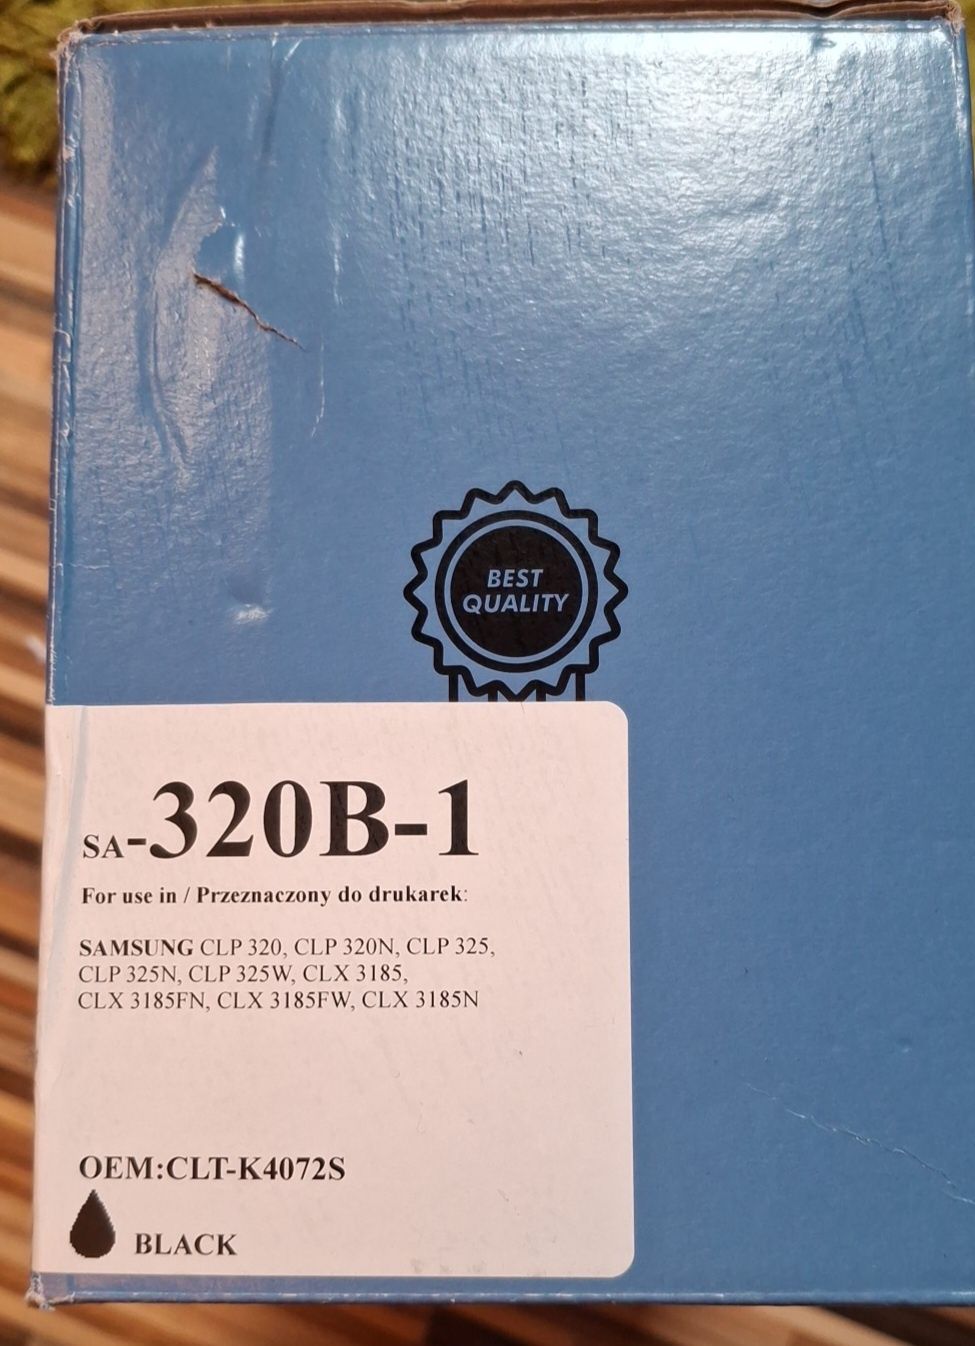 BEST
QUALITY
SA-320B-1
For use in / Przeznaczony do drukarek:
SAMSUNG CLP 320, CLP 320N, CLP 325,
CLP 325N, CLP 325W, CLX 3185,
CLX 3185FN, CLX 3185FW, CLX 3185N
OEM:CLT-K4072S
BLACK